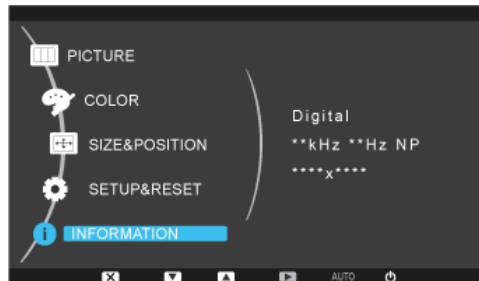 PICTURE
COLOR
SIZE&POSITION
SETUP&RESET
INFORMATION
Digital
**kHz **Hz NP
****x****
AUTO